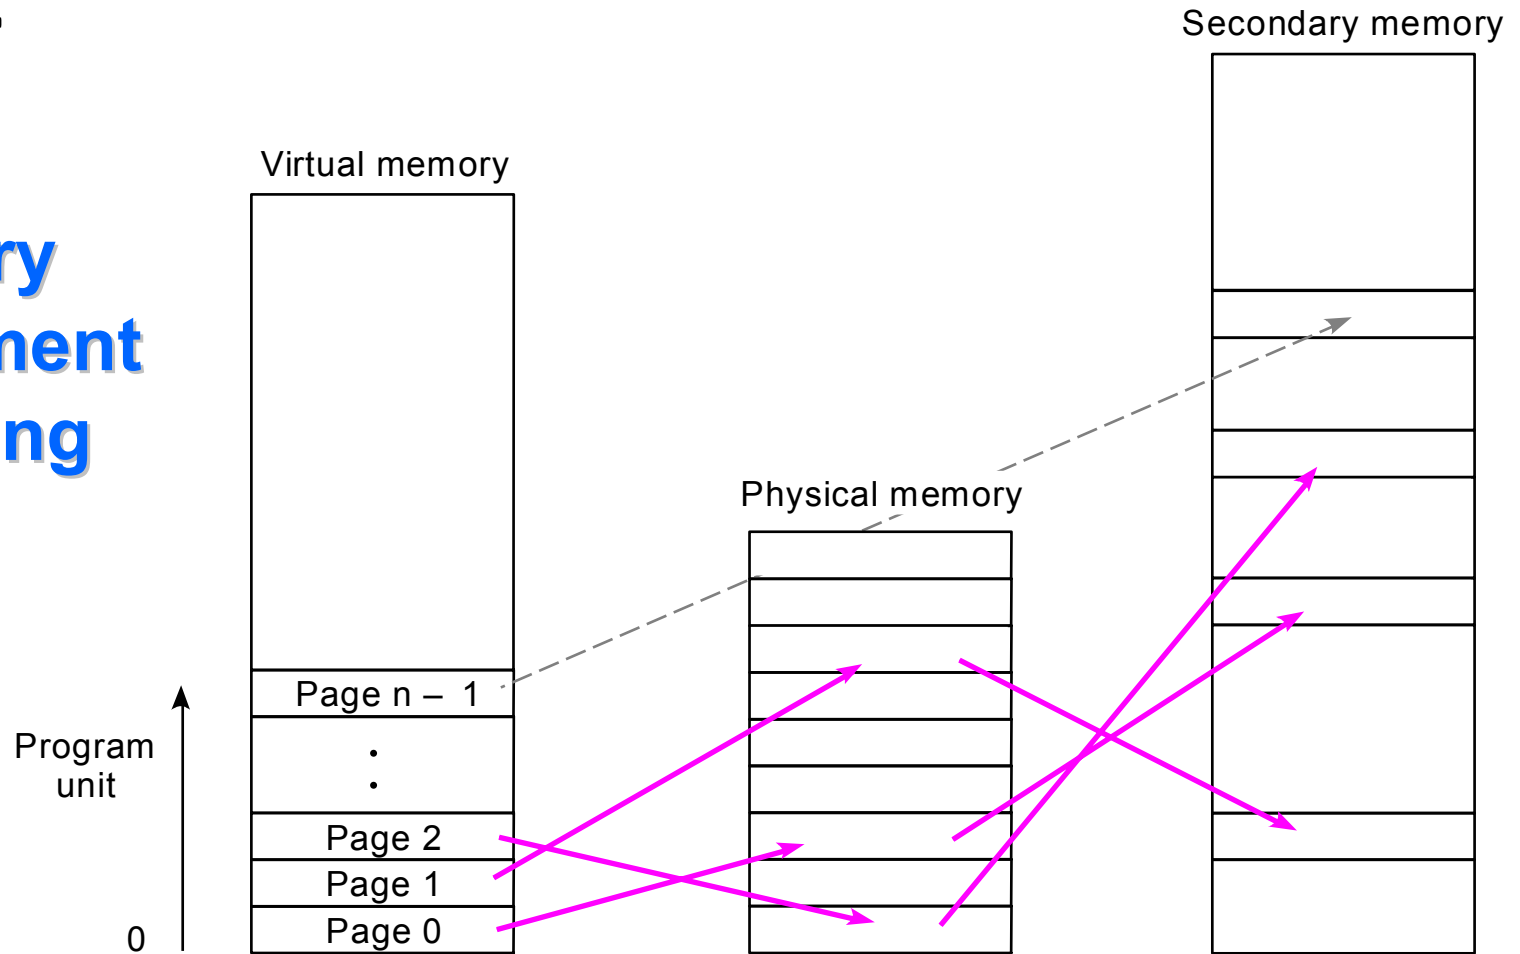 Secondary memory
Virtual memory
ry
ment
ng
Physical memory
Page n – 1
Program
unit
Page 2
Page 1
Page 0
0